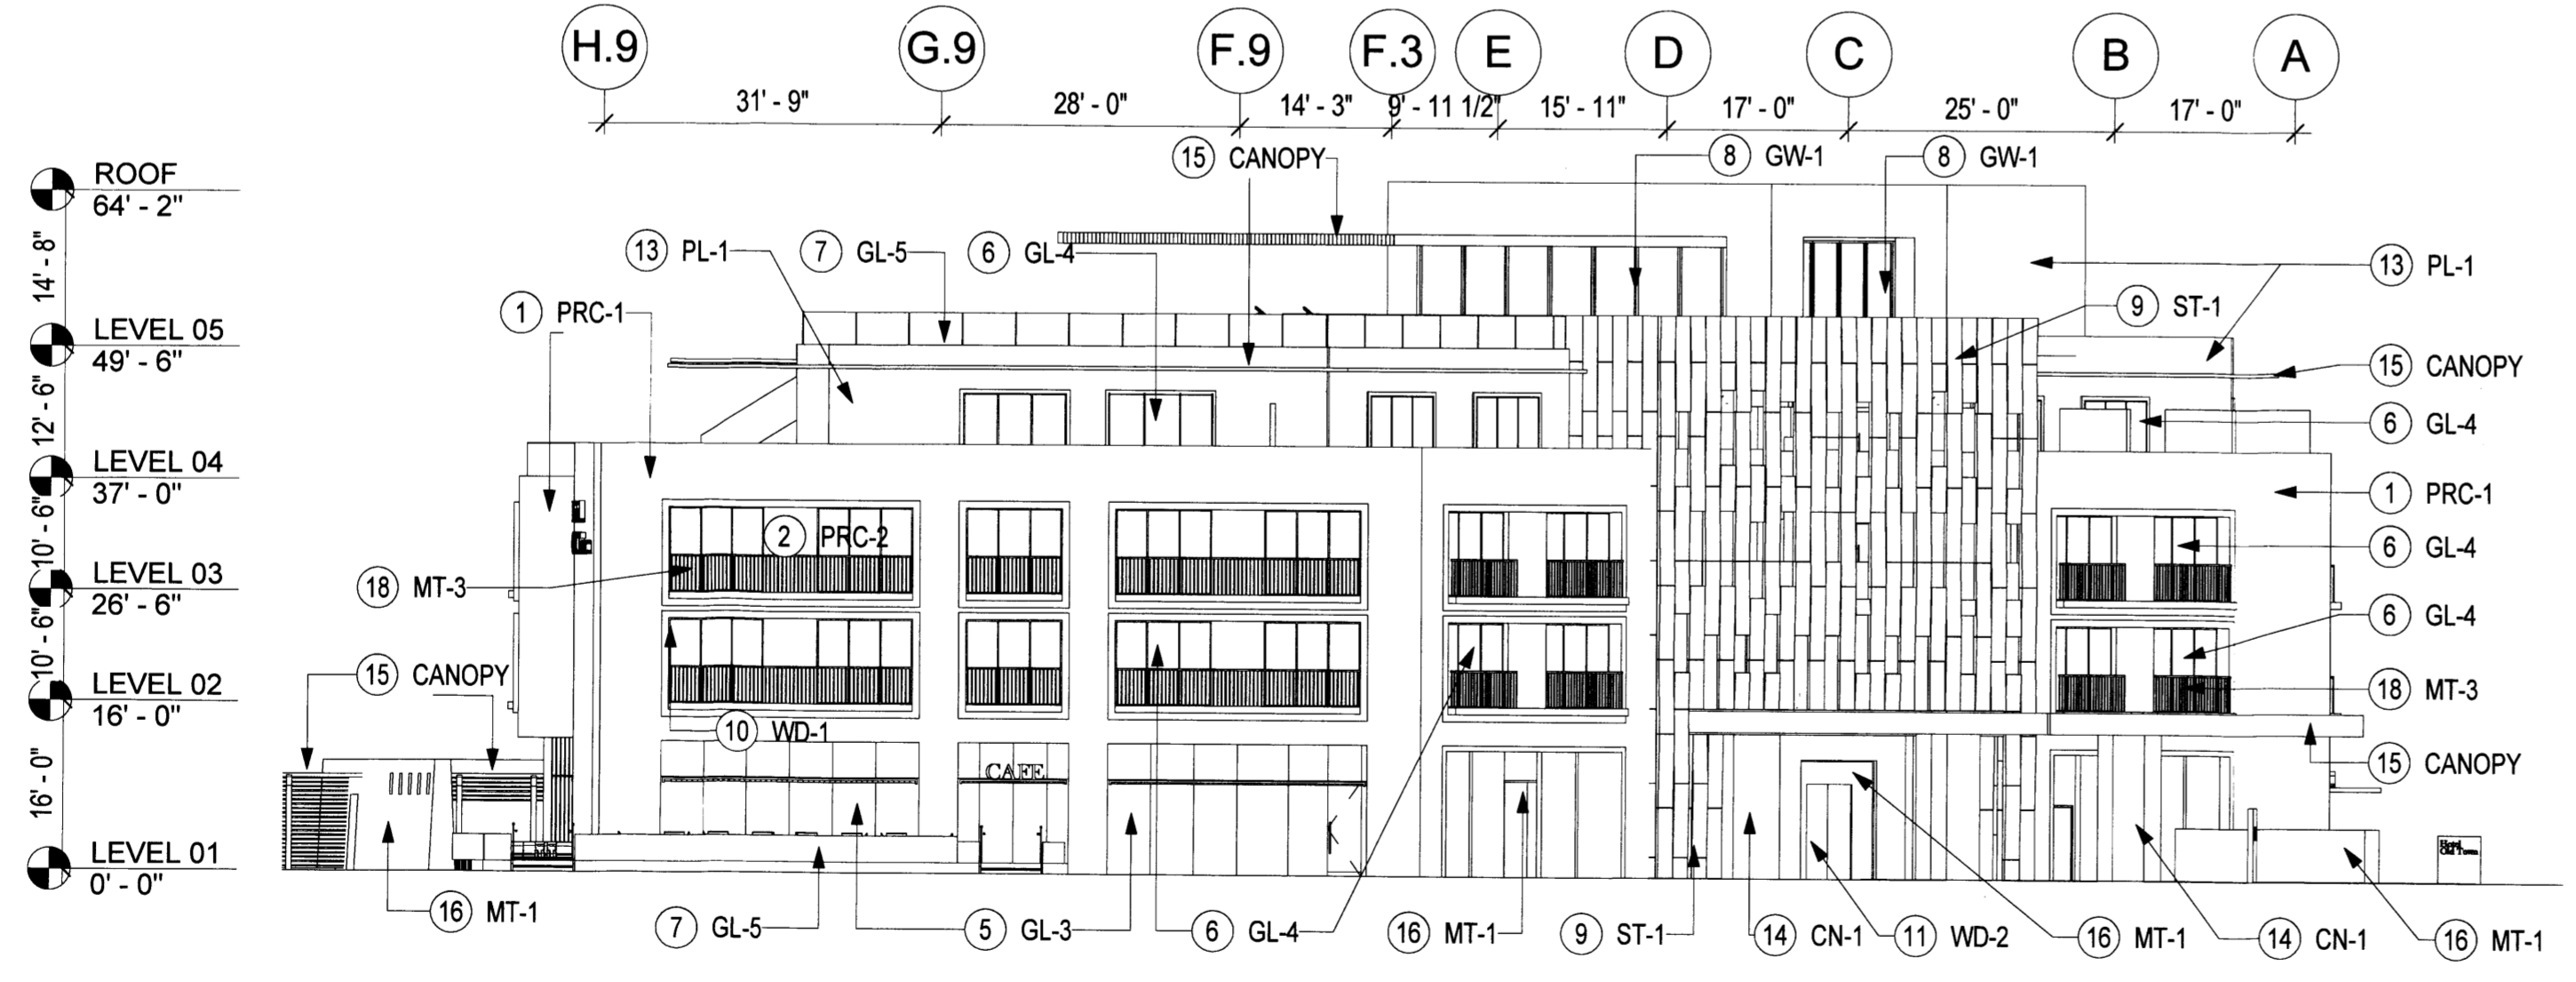 H.9 G.9 F.9 F.3 E D C B A
31' - 9" 28' - 0" 14' - 3" 9' - 11 1/2" 15' - 11" 17' - 0" 25' - 0" 17' - 0"
15 CANOPY
8 GW-1
8 GW-1
ROOF
64' - 2"
14' - 8"
13 PL-1
7 GL-5
6 GL-4
13 PL-1
1 PRC-1
9 ST-1
LEVEL 05
49' - 6"
12' - 6"
15 CANOPY
6 GL-4
LEVEL 04
37' - 0"
10' - 6"
1 PRC-1
2 PRC-2
6 GL-4
LEVEL 03
26' - 6"
10' - 6"
18 MT-3
6 GL-4
15 CANOPY
LEVEL 02
16' - 0"
16' - 0"
18 MT-3
10 WD-1
CAFE
15 CANOPY
LEVEL 01
0' - 0"
Hotel
Old Town
16 MT-1
7 GL-5
5 GL-3
6 GL-4
16 MT-1
9 ST-1
14 CN-1
11 WD-2
16 MT-1
14 CN-1
16 MT-1